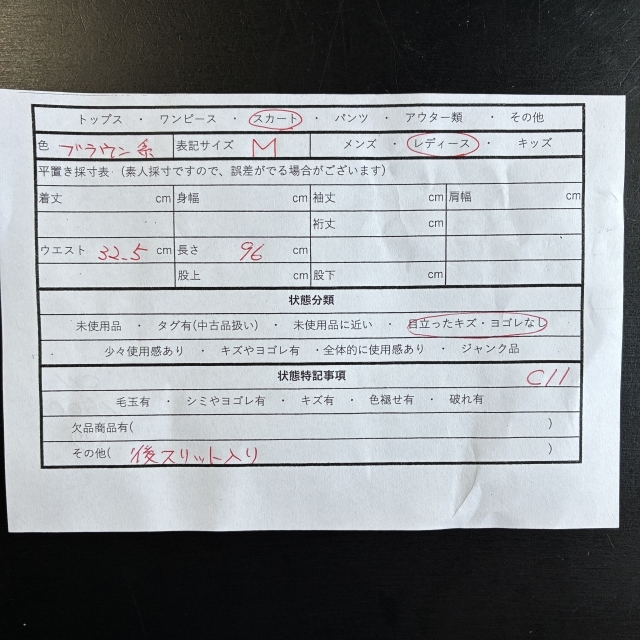 トップス ・ ワンピース ・ スカート ・ パンツ ・ アウター類 ・ その他
色 ブラウン系 表記サイズ M メンズ ・ レディース ・ キッズ
平置き採寸表（素人採寸ですので、誤差がでる場合がございます）
着丈 cm 身幅 cm 袖丈 cm 肩幅 cm
裄丈 cm
ウエスト 32.5 cm 長さ 96 cm
股上 cm 股下 cm
状態分類
未使用品 ・ タグ有(中古品扱い) ・ 未使用品に近い ・ 目立ったキズ・ヨゴレなし
少々使用感あり ・ キズやヨゴレ有 ・全体的に使用感あり ・ ジャンク品
状態特記事項 C11
毛玉有 ・ シミやヨゴレ有 ・ キズ有 ・ 色褪せ有 ・ 破れ有
欠品商品有( )
その他( 後スリット入り )